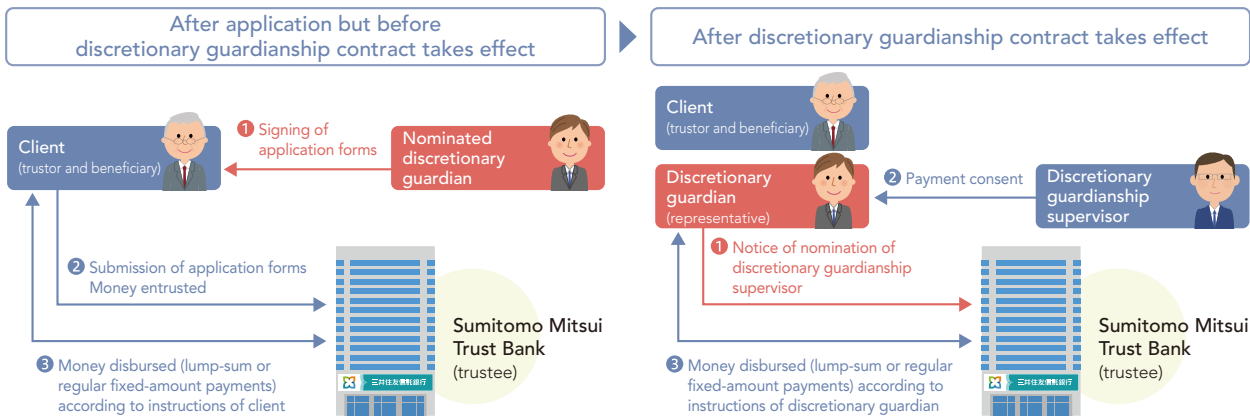 After application but before
discretionary guardianship contract takes effect
After discretionary guardianship contract takes effect
Client
(trustor and beneficiary)
1 Signing of
application forms
Nominated
discretionary
guardian
2 Submission of application forms
Money entrusted
3 Money disbursed (lump-sum or
regular fixed-amount payments)
according to instructions of client
Sumitomo Mitsui
Trust Bank
(trustee)
三井住友信託銀行
Client
(trustor and beneficiary)
Discretionary
guardian
(representative)
2 Payment consent
Discretionary
guardianship
supervisor
1 Notice of nomination of
discretionary guardianship
supervisor
3 Money disbursed (lump-sum or regular
fixed-amount payments) according to
instructions of discretionary guardian
Sumitomo Mitsui
Trust Bank
(trustee)
三井住友信託銀行